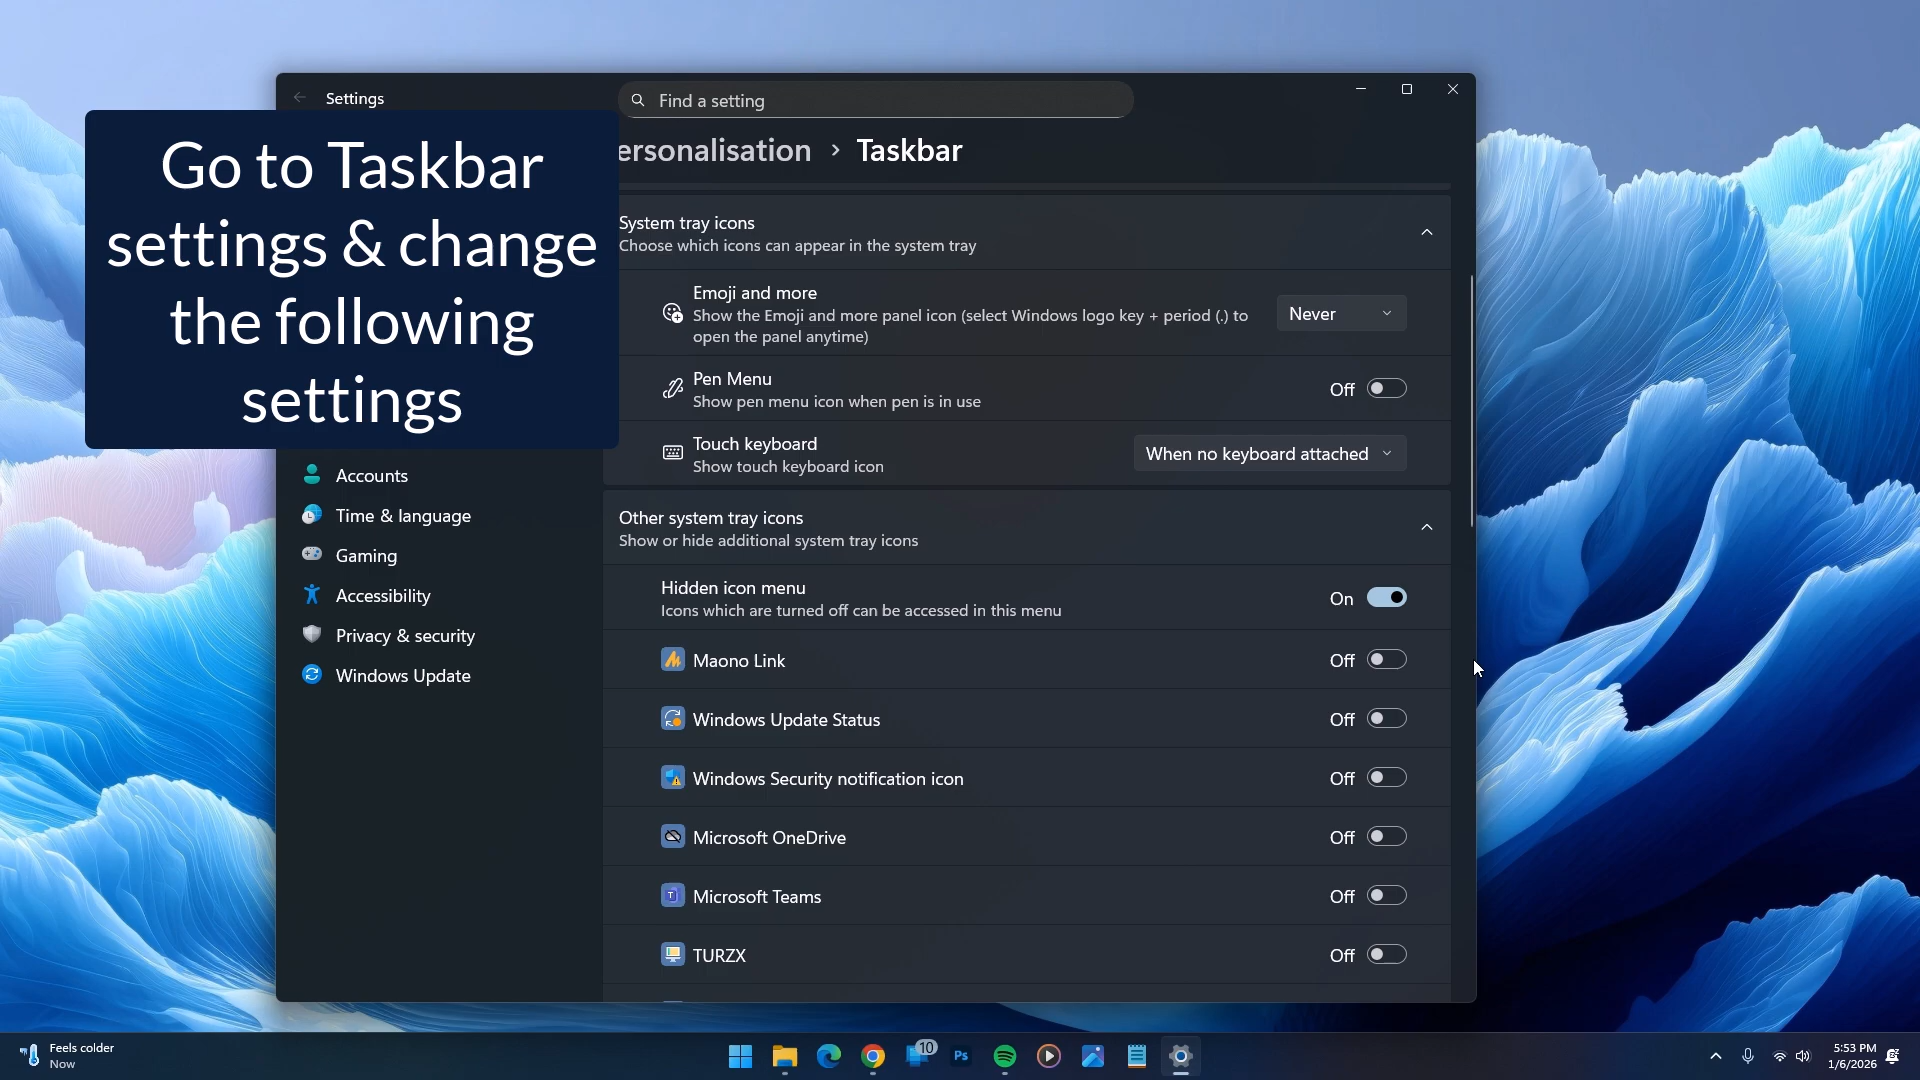 Settings
Find a setting
Go to Taskbar
settings & change
the following
settings
ersonalisation > Taskbar
System tray icons
Choose which icons can appear in the system tray
Emoji and more
Show the Emoji and more panel icon (select Windows logo key + period (.) to
open the panel anytime)
Never
Pen Menu
Show pen menu icon when pen is in use
Off
Touch keyboard
Show touch keyboard icon
When no keyboard attached
Accounts
Time & language
Gaming
Accessibility
Privacy & security
Windows Update
Other system tray icons
Show or hide additional system tray icons
Hidden icon menu
Icons which are turned off can be accessed in this menu
On
Maono Link
Off
Windows Update Status
Off
Windows Security notification icon
Off
Microsoft OneDrive
Off
Microsoft Teams
Off
TURZX
Off
Feels colder
Now
10
Ps
5:53 PM
1/6/2026